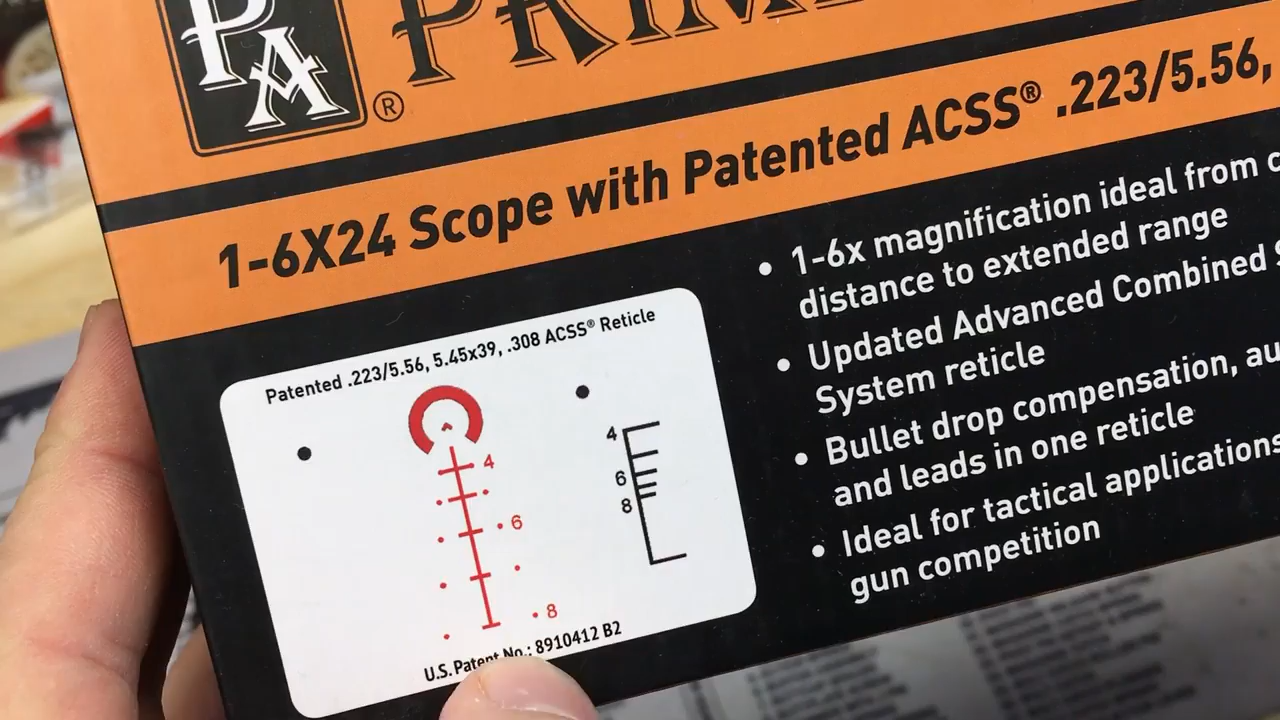 PA
®
PRIM
1-6X24 Scope with Patented ACSS® .223/5.56,
Patented .223/5.56, 5.45x39, .308 ACSS® Reticle
4
6
8
4
6
8
U.S. Patent No.: 8910412 B2
• 1-6x magnification ideal from c
distance to extended range
• Updated Advanced Combined
System reticle
• Bullet drop compensation, au
and leads in one reticle
• Ideal for tactical applications
gun competition